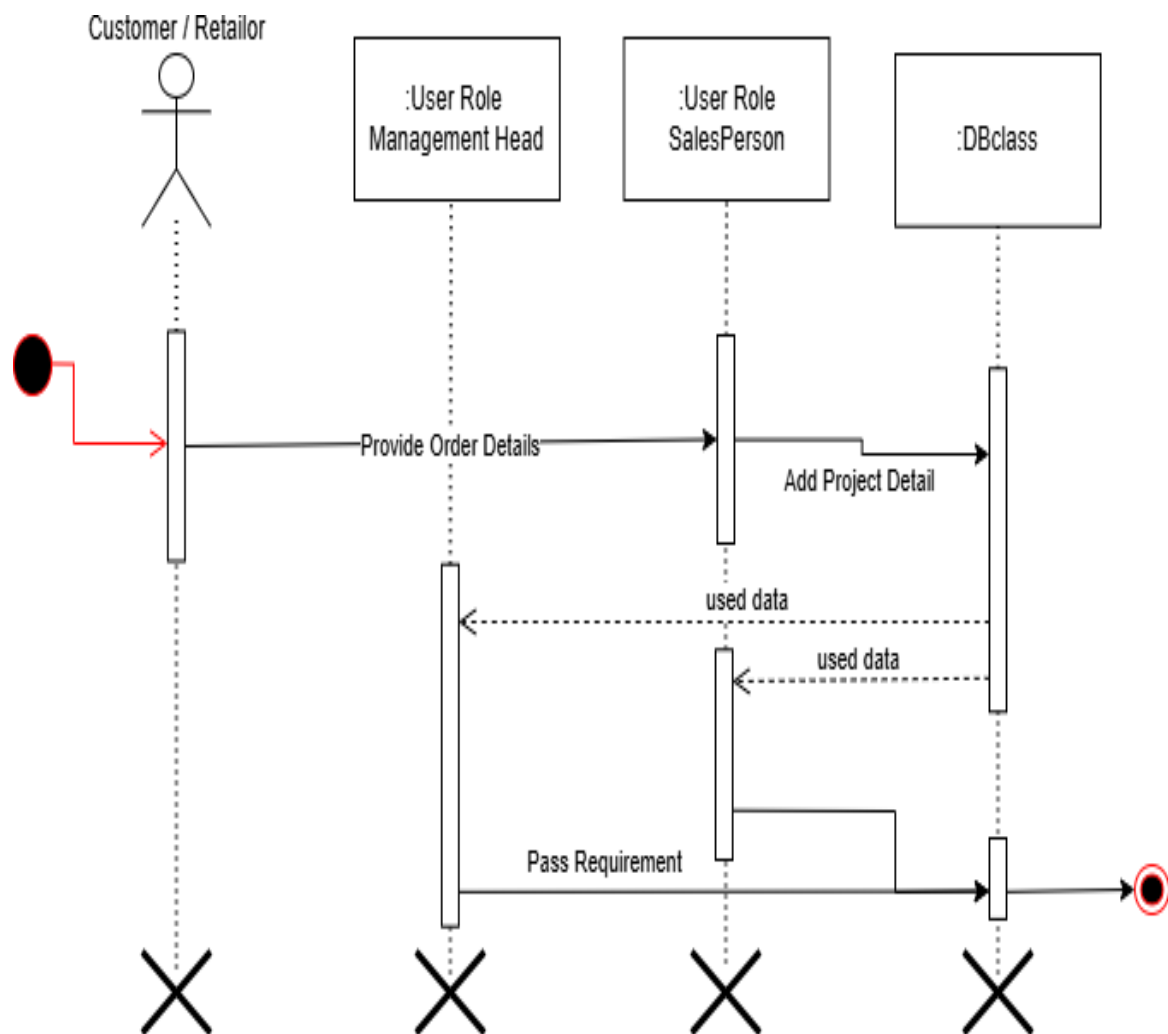 Customer / Retailor
:User Role
Management Head
:User Role
SalesPerson
:DBclass
Provide Order Details
Add Project Detail
used data
used data
Pass Requirement